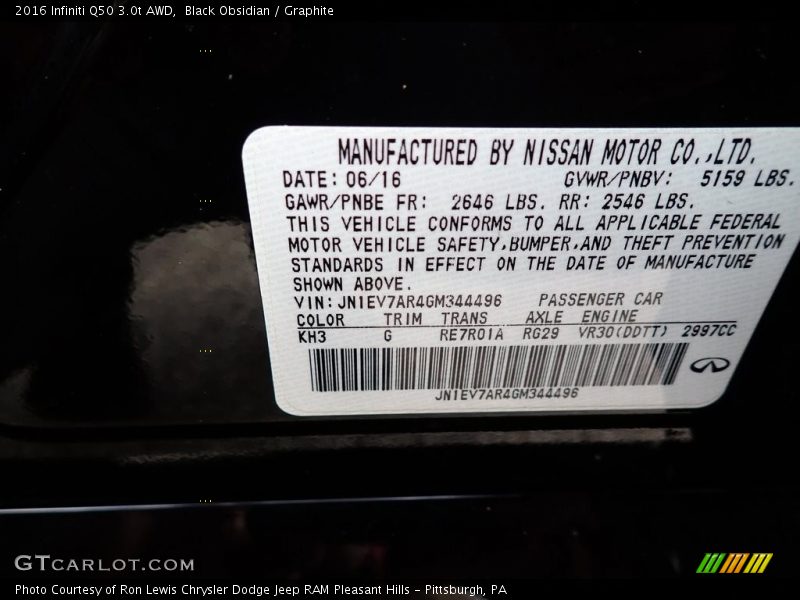 2016 Infiniti Q50 3.0t AWD, Black Obsidian / Graphite
MANUFACTURED BY NISSAN MOTOR CO.,LTD.
DATE: 06/16 GVWR/PNBV: 5159 LBS.
GAWR/PNBE FR: 2646 LBS. RR: 2546 LBS.
THIS VEHICLE CONFORMS TO ALL APPLICABLE FEDERAL
MOTOR VEHICLE SAFETY,BUMPER,AND THEFT PREVENTION
STANDARDS IN EFFECT ON THE DATE OF MANUFACTURE
SHOWN ABOVE.
VIN: JN1EV7AR4GM344496 PASSENGER CAR
COLOR TRIM TRANS AXLE ENGINE
KH3 G RE7R01A RG29 VR30(DDTT) 2997CC
JN1EV7AR4GM344496
GTCARLOT.COM
Photo Courtesy of Ron Lewis Chrysler Dodge Jeep RAM Pleasant Hills - Pittsburgh, PA